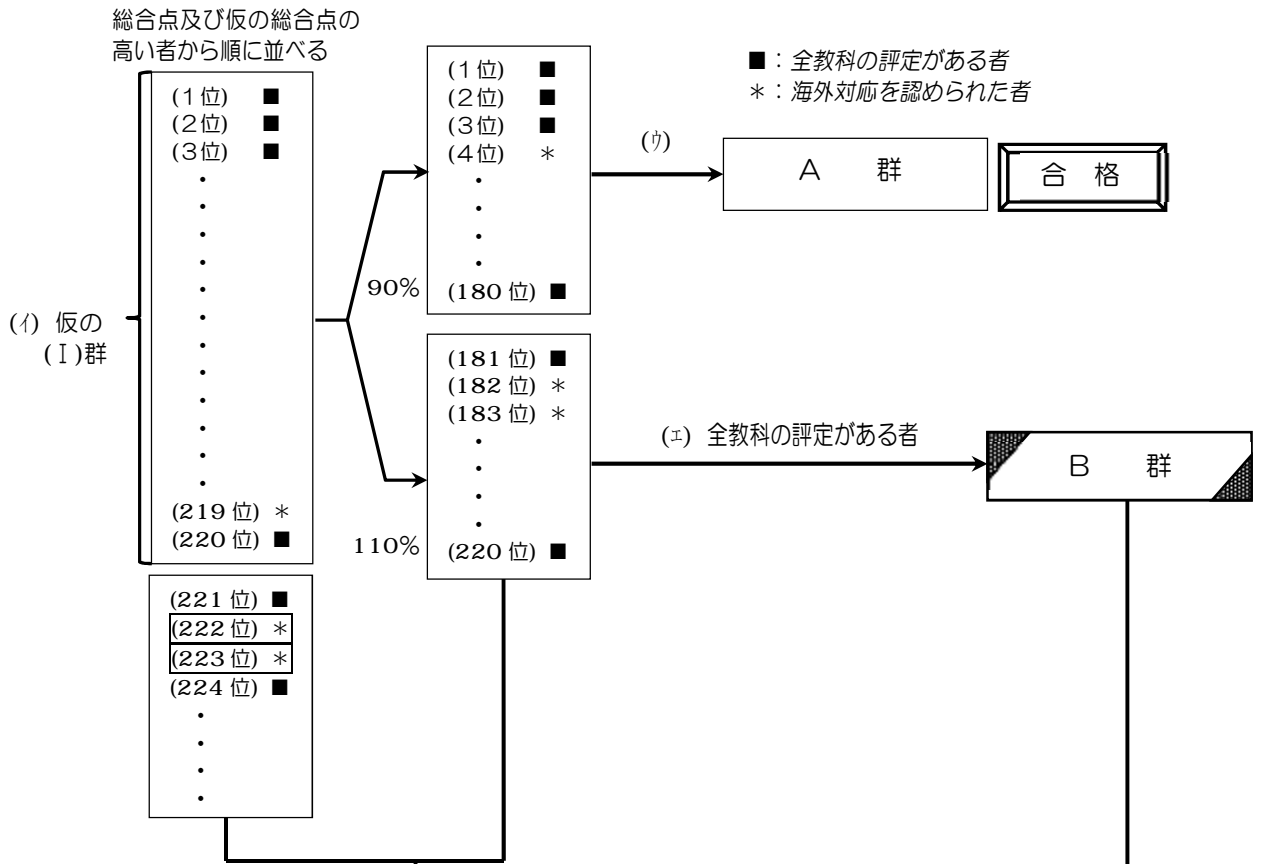 総合点及び仮の総合点の
高い者から順に並べる
(1位) ■
(2位) ■
(3位) ■
・
・
・
・
・
・
・
・
・
・
・
・
(219位) *
(220位) ■
(ｲ) 仮の
(Ⅰ)群
(221位) ■
(222位) *
(223位) *
(224位) ■
・
・
・
・
90%
110%
(1位) ■
(2位) ■
(3位) ■
(4位) *
・
・
・
・
(180位) ■
(181位) ■
(182位) *
(183位) *
・
・
・
・
(220位) ■
■：全教科の評定がある者
*：海外対応を認められた者
(ｳ)
A 群
合 格
(ｴ) 全教科の評定がある者
B 群